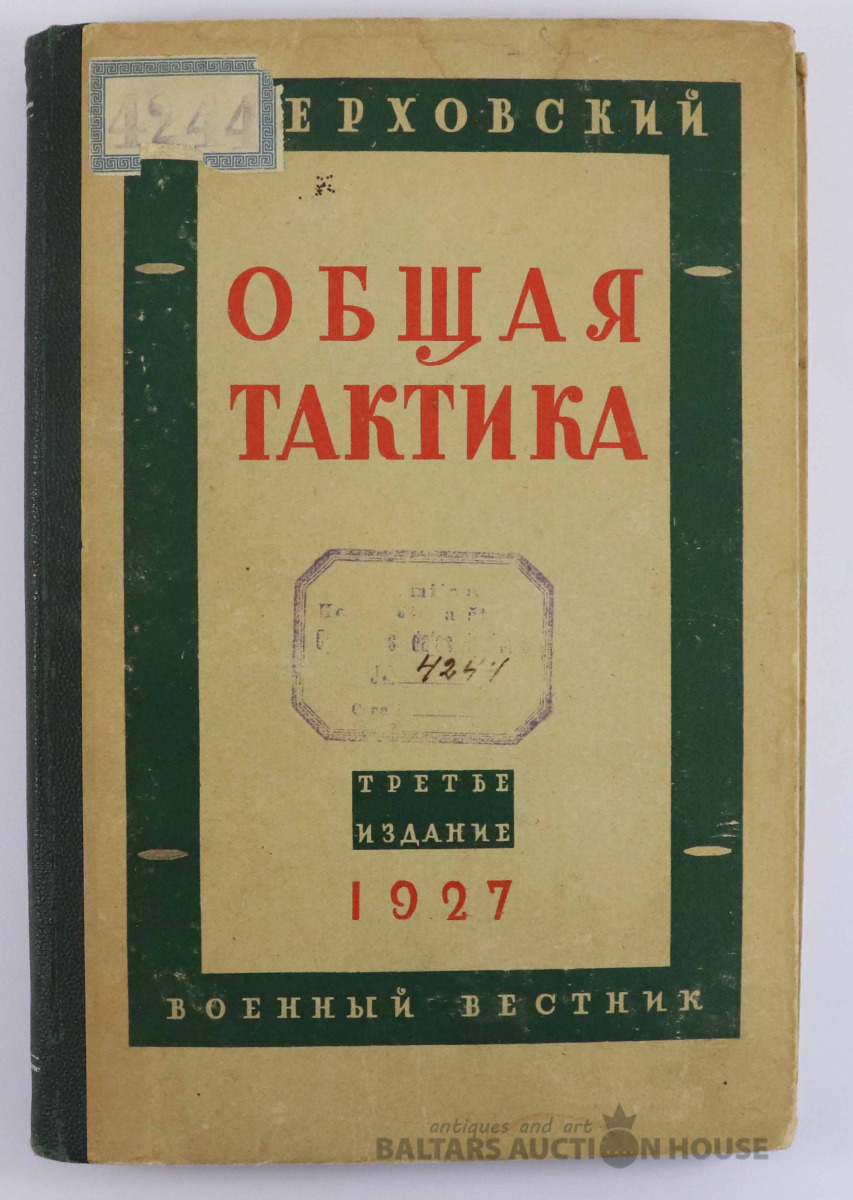 4244
ЕРХОВСКИЙ
ОБЩАЯ
ТАКТИКА
4244
ТРЕТЬЕ
ИЗДАНИЕ
1927
ВОЕННЫЙ ВЕСТНИК
antiques and art
BALTARS AUCTION HOUSE